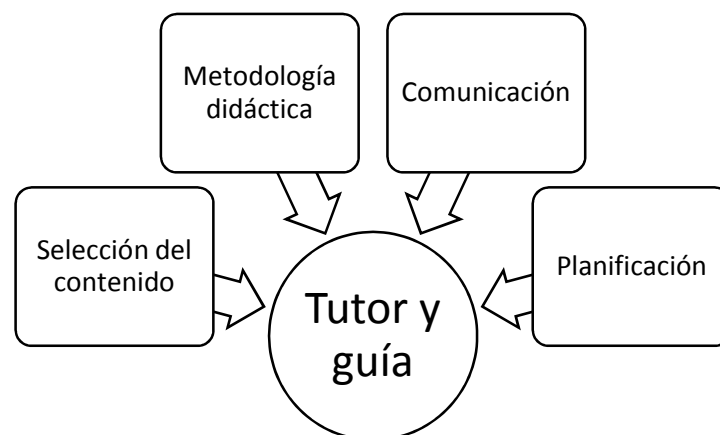 Metodología
didáctica
Comunicación
Selección del
contenido
Planificación
Tutor y
guía